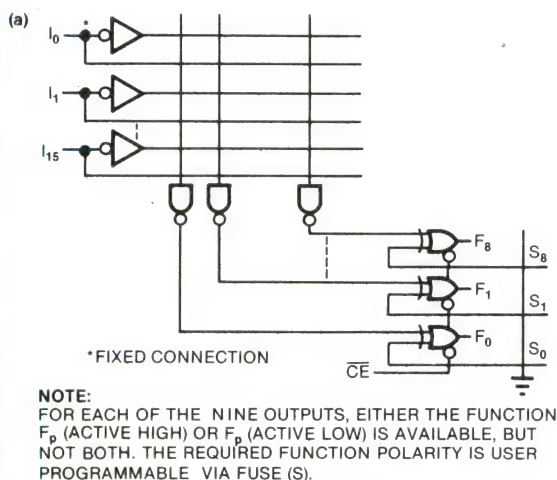 (a)
*
I0
I1
I15
F8
S8
F1
S1
F0
S0
*FIXED CONNECTION
CE
NOTE:
FOR EACH OF THE NINE OUTPUTS, EITHER THE FUNCTION
Fp (ACTIVE HIGH) OR Fp (ACTIVE LOW) IS AVAILABLE, BUT
NOT BOTH. THE REQUIRED FUNCTION POLARITY IS USER
PROGRAMMABLE VIA FUSE (S).